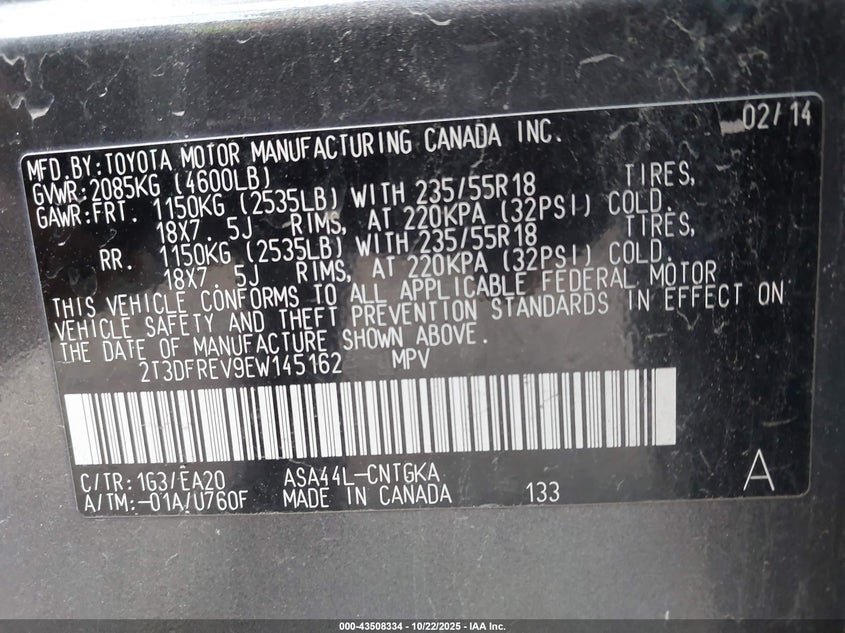 02/14
MFD.BY:TOYOTA MOTOR MANUFACTURING CANADA INC.
GVWR:2085KG (4600LB)
GAWR:FRT. 1150KG (2535LB) WITH 235/55R18 TIRES,
18X7. 5J RIMS, AT 220KPA (32PSI) COLD.
RR. 1150KG (2535LB) WITH 235/55R18 TIRES,
18X7. 5J RIMS, AT 220KPA (32PSI) COLD.
THIS VEHICLE CONFORMS TO ALL APPLICABLE FEDERAL MOTOR
VEHICLE SAFETY AND THEFT PREVENTION STANDARDS IN EFFECT ON
THE DATE OF MANUFACTURE SHOWN ABOVE.
2T3DFREV9EW145162 MPV
C/TR:1G3/EA20 ASA44L-CNTGKA
A/TM:-01A/U760F MADE IN CANADA 133
A
000-43508334 - 10/22/2025 - IAA Inc.